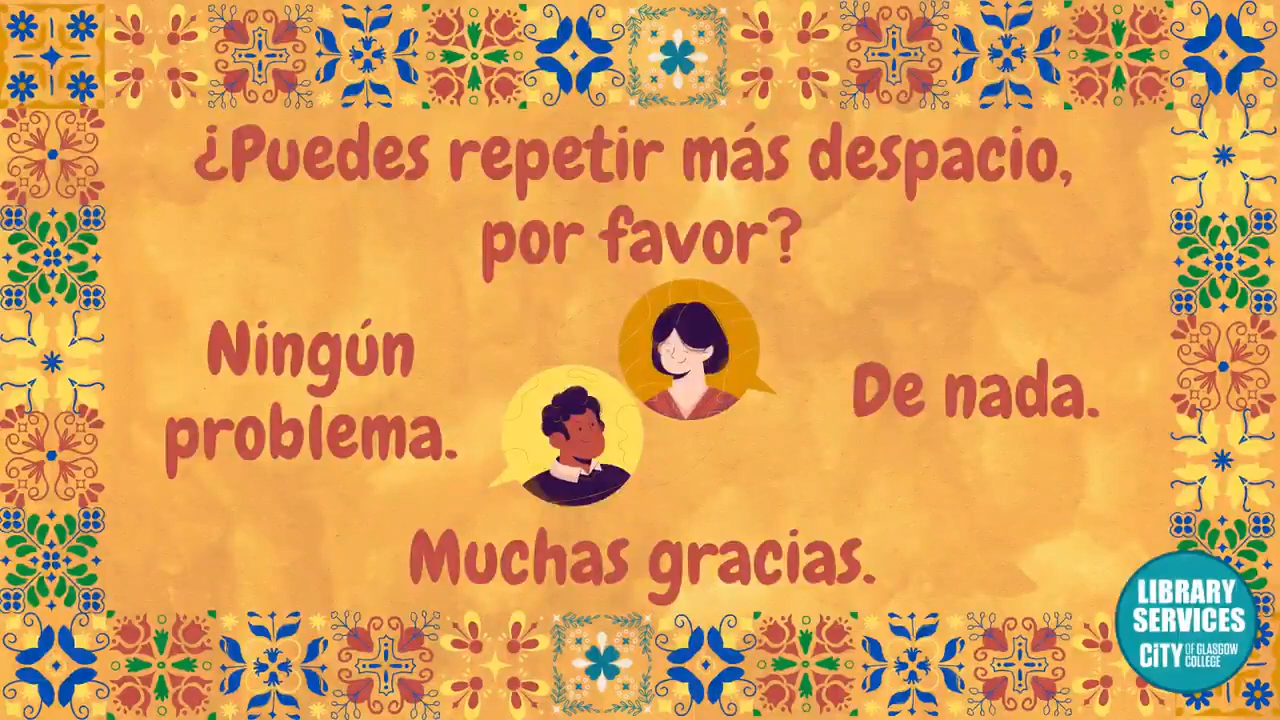 ¿Puedes repetir más despacio,
por favor?
Ningún
problema.
De nada.
Muchas gracias.
LIBRARY
SERVICES
CiTY OF GLASGOW
COLLEGE